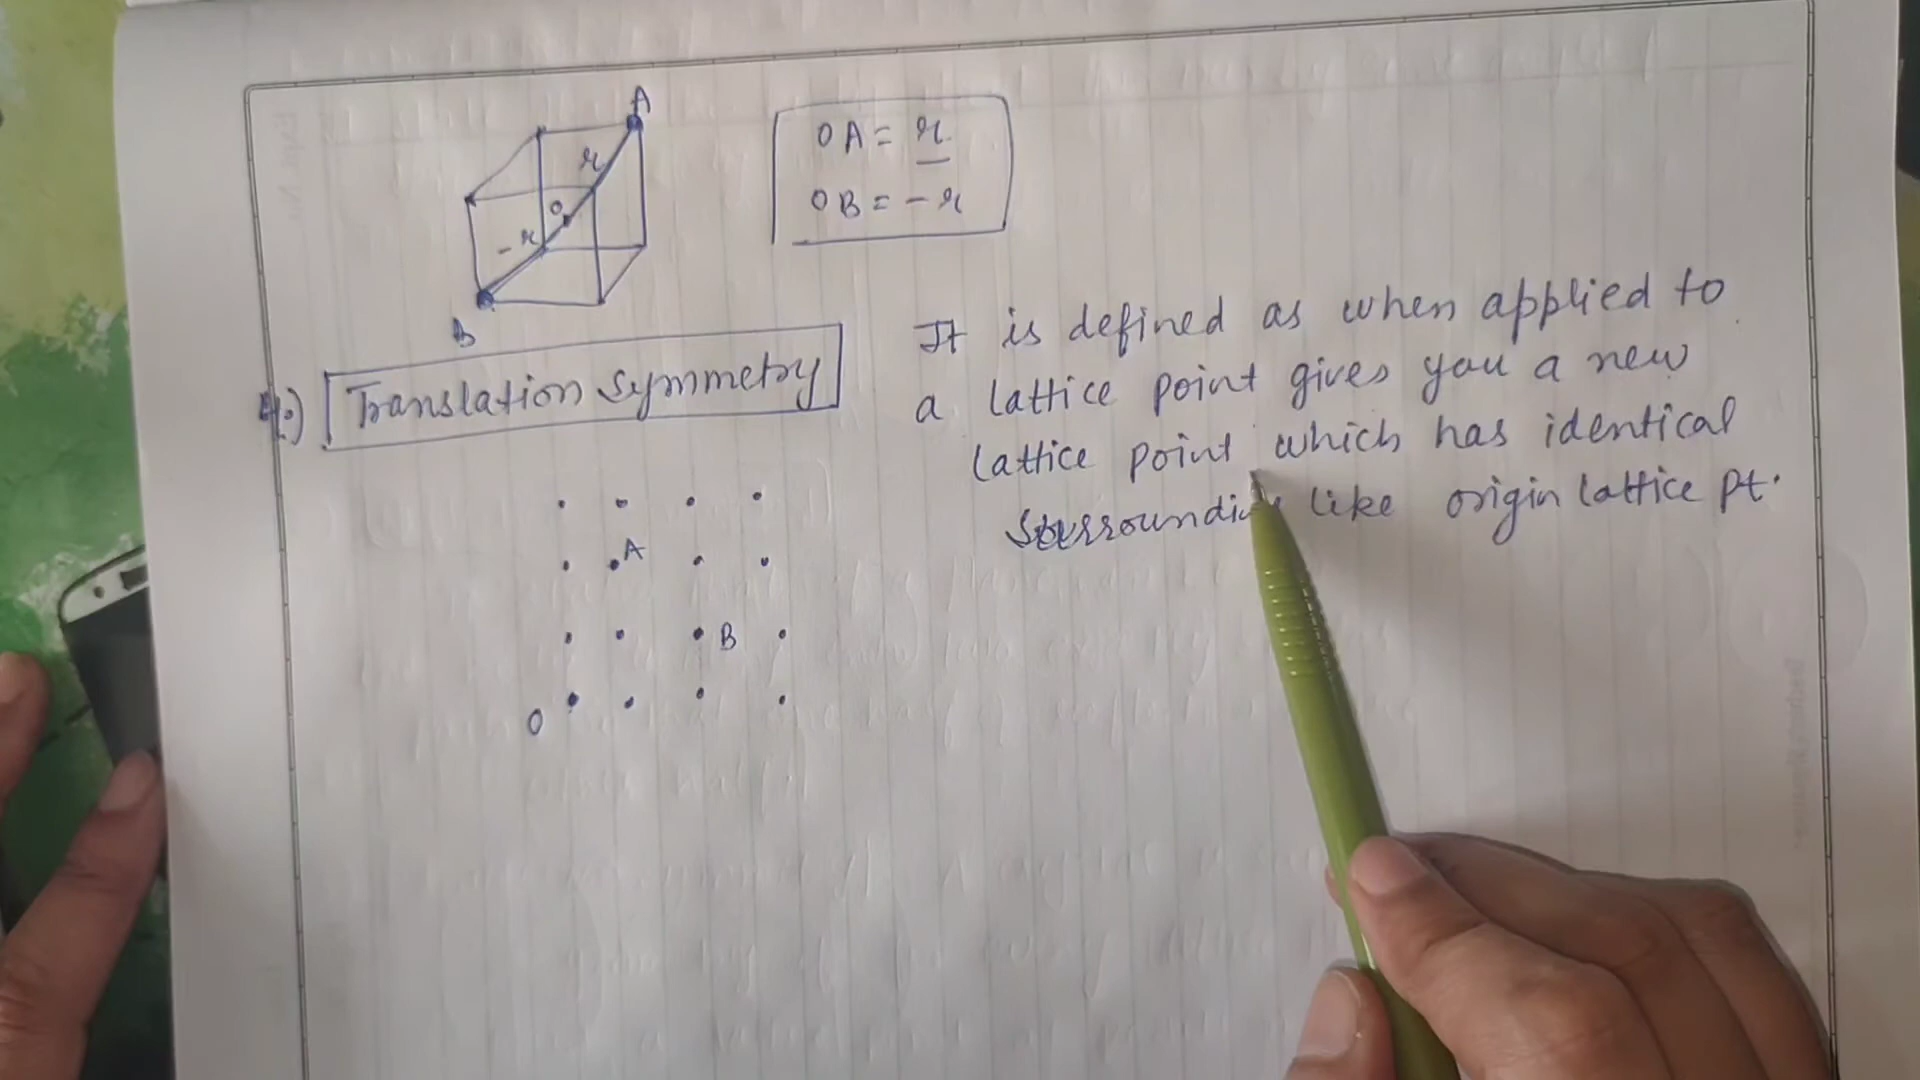 A
r
o
-r
B
OA = r
OB = -r
4.) Translation Symmetry
It is defined as when applied to
a lattice point gives you a new
lattice point which has identical
like origin lattice pt.
A
B
O